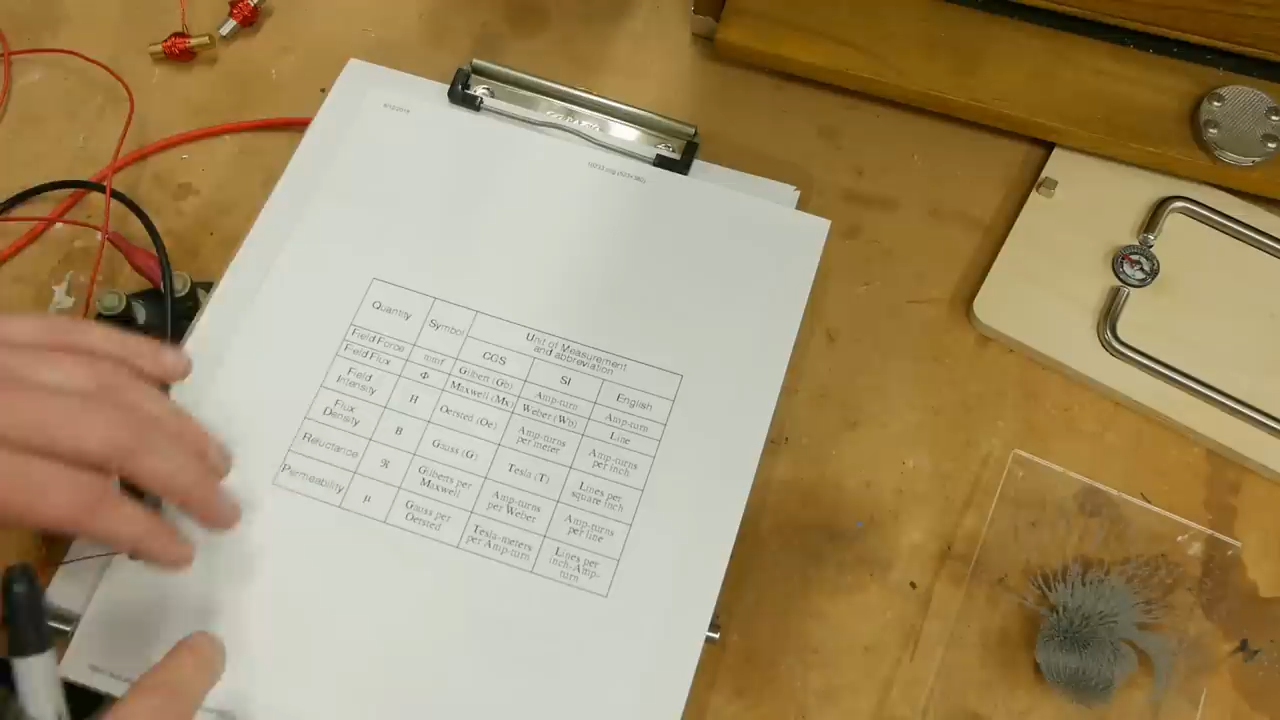 Quantity
Symbol
Unit of Measurement
and abbreviation
CGS
SI
English
Field Force
mmf
Gilbert (Gb)
Amp-turn
Amp-turn
Field Flux
Φ
Maxwell (Mx)
Weber (Wb)
Line
Field
Intensity
H
Oersted (Oe)
Amp-turns
per meter
Amp-turns
per inch
Flux
Density
B
Gauss (G)
Tesla (T)
Lines per
square inch
Reluctance
ℜ
Gilberts per
Maxwell
Amp-turns
per Weber
Amp-turns
per line
Permeability
μ
Gauss per
Oersted
Tesla-meters
per Amp-turn
Lines per
inch-Amp-
turn